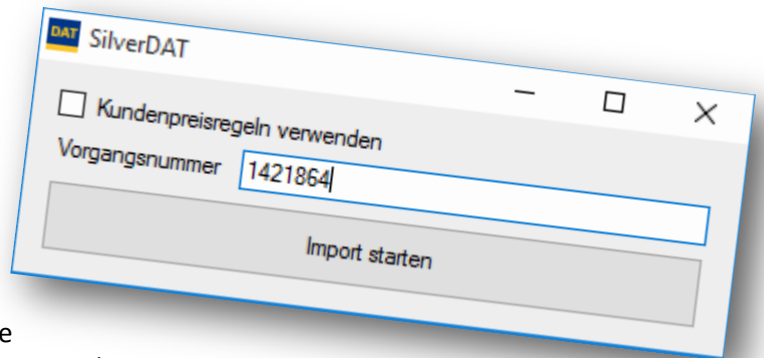 DAT SilverDAT
Kundenpreisregeln verwenden
Vorgangsnummer 1421864
Import starten
e